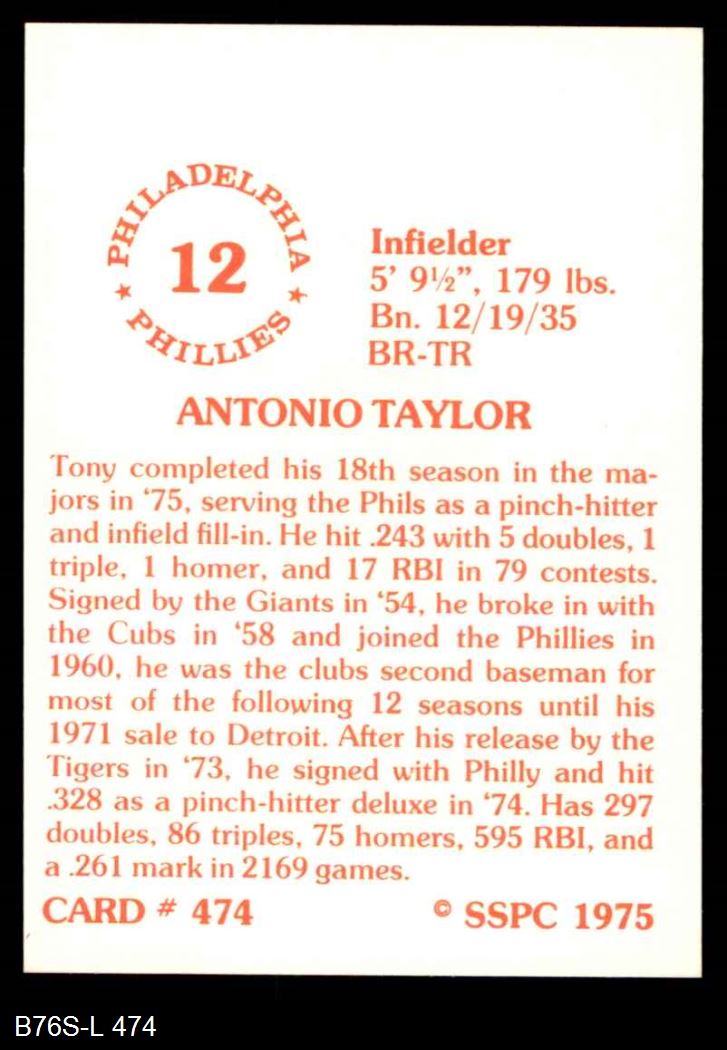 PHILADELPHIA
12
★ PHILLIES ★
Infielder
5' 9½", 179 lbs.
Bn. 12/19/35
BR-TR
ANTONIO TAYLOR
Tony completed his 18th season in the ma-
jors in '75, serving the Phils as a pinch-hitter
and infield fill-in. He hit .243 with 5 doubles, 1
triple, 1 homer, and 17 RBI in 79 contests.
Signed by the Giants in '54, he broke in with
the Cubs in '58 and joined the Phillies in
1960, he was the clubs second baseman for
most of the following 12 seasons until his
1971 sale to Detroit. After his release by the
Tigers in '73, he signed with Philly and hit
.328 as a pinch-hitter deluxe in '74. Has 297
doubles, 86 triples, 75 homers, 595 RBI, and
a .261 mark in 2169 games.
CARD # 474
© SSPC 1975
B76S-L 474